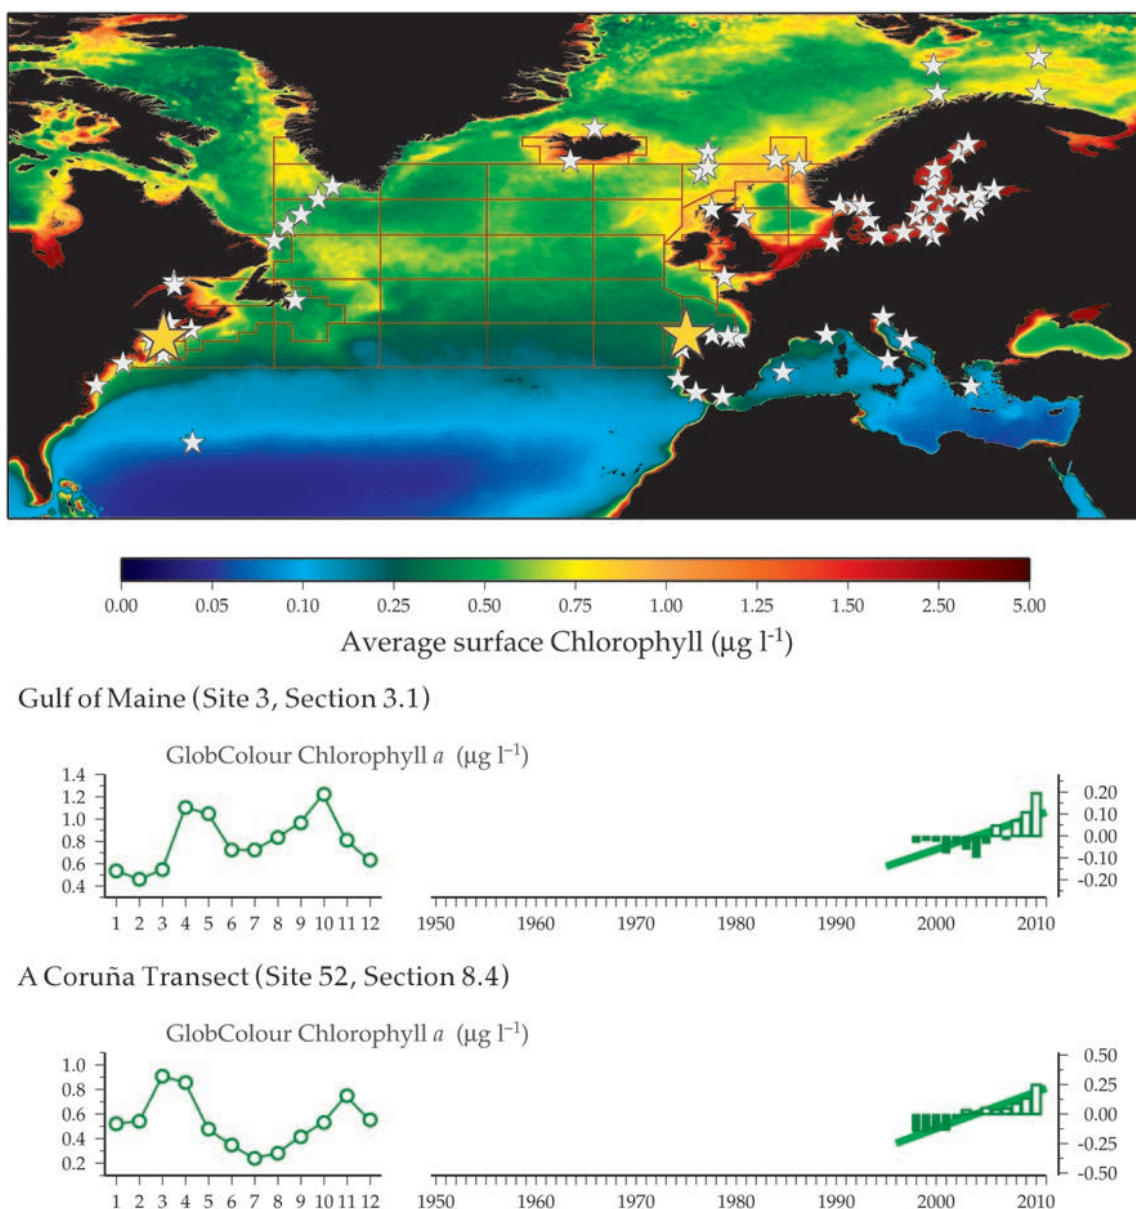 0.00 0.05 0.10 0.25 0.50 0.75 1.00 1.25 1.50 2.50 5.00
Average surface Chlorophyll (µg l⁻¹)
Gulf of Maine (Site 3, Section 3.1)
GlobColour Chlorophyll a (µg l⁻¹)
1.4
1.2
1.0
0.8
0.6
0.4
1 2 3 4 5 6 7 8 9 10 11 12
0.20
0.10
0.00
-0.10
-0.20
1950 1960 1970 1980 1990 2000 2010
A Coruña Transect (Site 52, Section 8.4)
GlobColour Chlorophyll a (µg l⁻¹)
1.0
0.8
0.6
0.4
0.2
1 2 3 4 5 6 7 8 9 10 11 12
0.50
0.25
0.00
-0.25
-0.50
1950 1960 1970 1980 1990 2000 2010